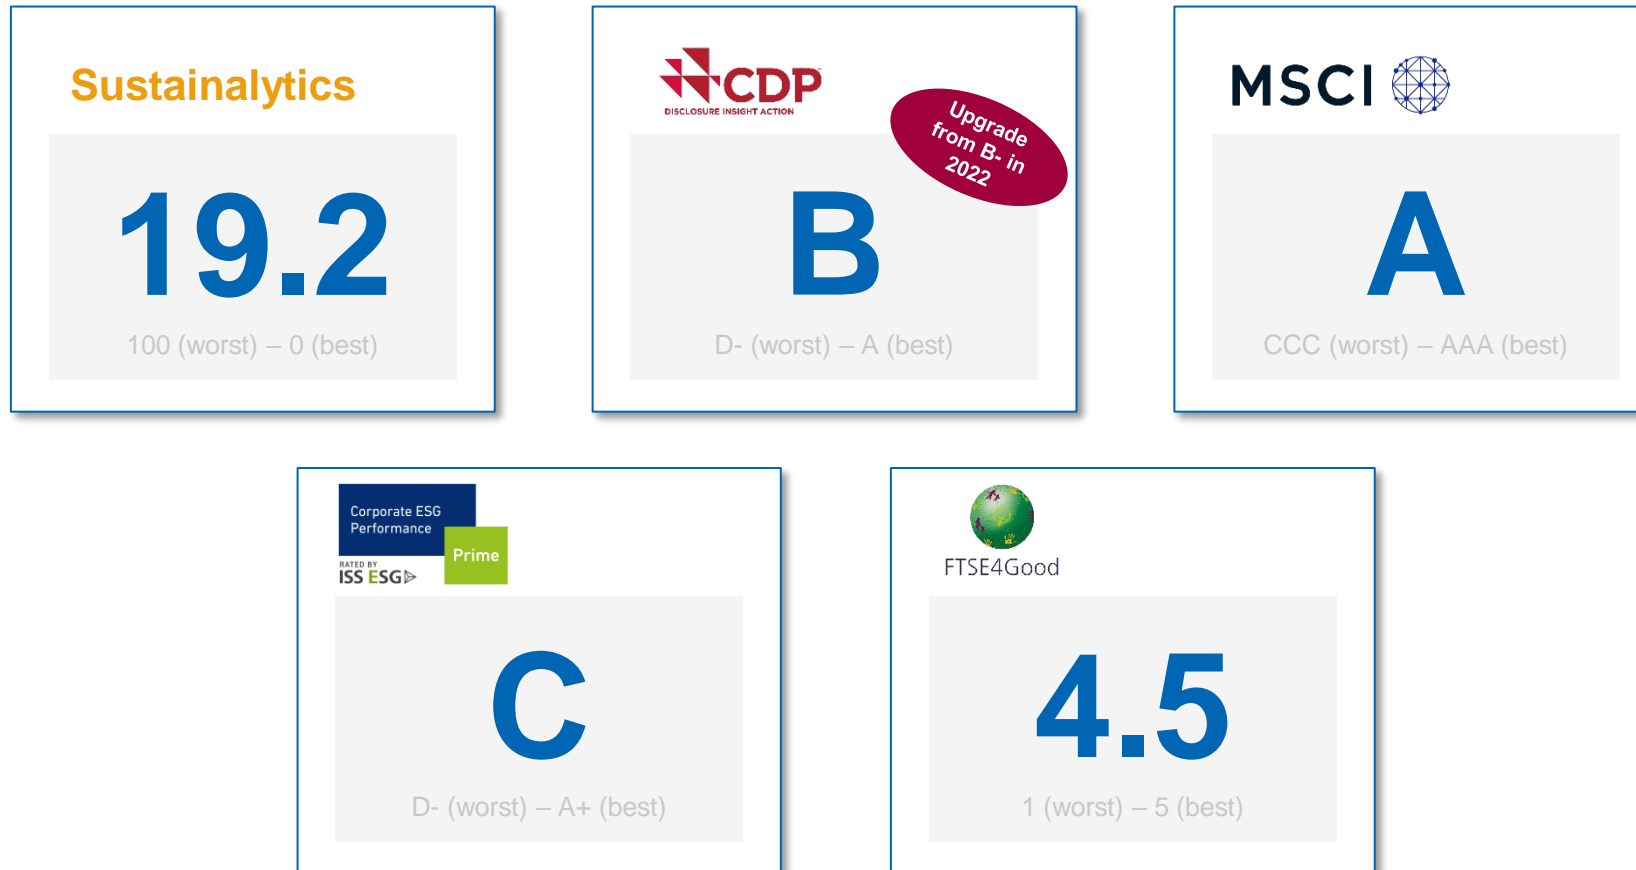 Sustainalytics
19.2
100 (worst) – 0 (best)
CDP
DISCLOSURE INSIGHT ACTION
Upgrade
from B- in
2022
B
D- (worst) – A (best)
MSCI
A
CCC (worst) – AAA (best)
Corporate ESG
Performance
Prime
RATED BY
ISS ESG
C
D- (worst) – A+ (best)
FTSE4Good
4.5
1 (worst) – 5 (best)